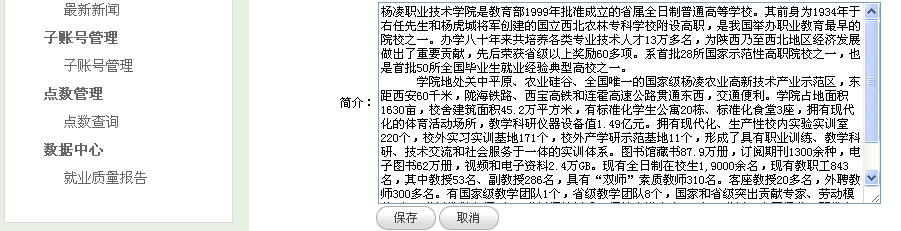 最新新闻
子账号管理
子账号管理
点数管理
点数查询
数据中心
就业质量报告
简介：
杨凌职业技术学院是教育部1999年批准成立的省属全日制普通高等学校。其前身为1934年于
右任先生和杨虎城将军创建的国立西北农林专科学校附设高职，是我国举办职业教育最早的
院校之一。办学八十年来共培养各类专业技术人才13万多名，为陕西乃至西北地区经济发展
做出了重要贡献，先后荣获省级以上奖励60多项。系首批28所国家示范性高职院校之一，也
是首批50所全国毕业生就业经验典型高校之一。
学院地处关中平原、农业硅谷、全国唯一的国家级杨凌农业高新技术产业示范区，东
距西安60千米，陇海铁路、西宝高铁和连霍高速公路贯通东西，交通便利。学院占地面积
1630亩，校舍建筑面积45.2万平方米，有标准化学生公寓20栋、标准化食堂3座，拥有现代
化的体育活动场所，教学科研仪器设备值1.49亿元。拥有现代化、生产性校内实验实训室
220个，校外实习实训基地171个，校外产学研示范基地11个，形成了具有职业训练、教学科
研、技术交流和社会服务于一体的实训体系。图书馆藏书87.9万册，订阅期刊1300余种，电
子图书62万册，视频和电子资料2.4万GB。现有全日制在校生1,9000余名，现有教职工843
名，其中教授53名、副教授286名，具有“双师”素质教师310名。客座教授20多名，外聘教
师300多名。有国家级教学团队1个，省级教学团队8个，国家和省级突出贡献专家、劳动模
保存
取消